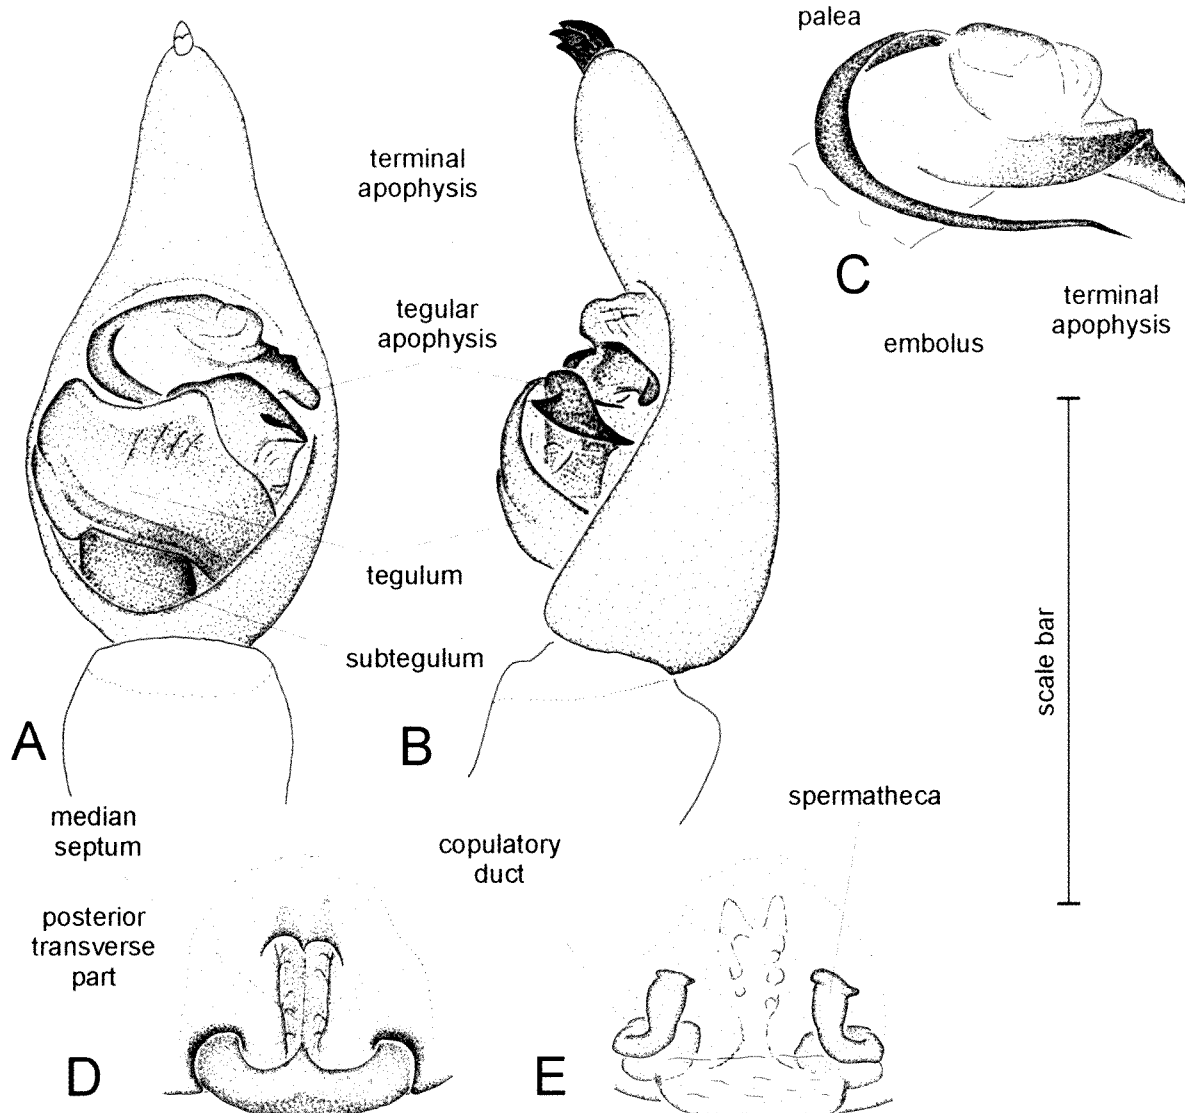 palea
terminal
apophysis
C
tegular
apophysis
terminal
apophysis
embolus
tegulum
subtegulum
scale bar
A
B
median
septum
spermatheca
copulatory
duct
posterior
transverse
part
D
E